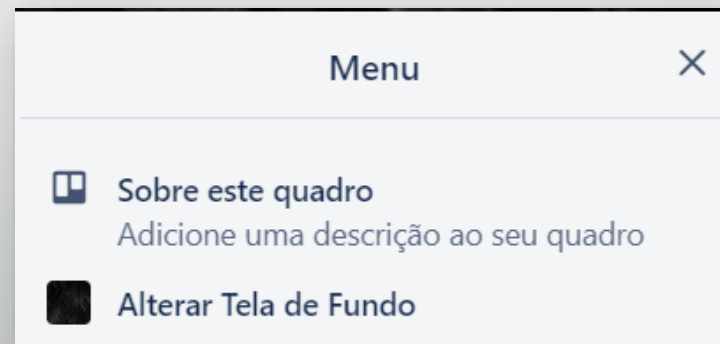 Menu
Sobre este quadro
Adicione uma descrição ao seu quadro
Alterar Tela de Fundo